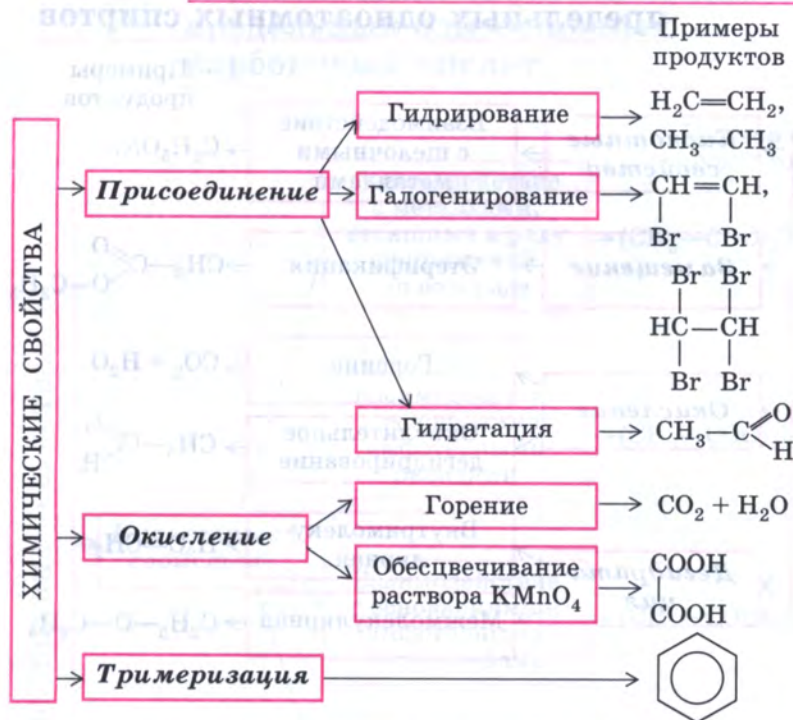 Примеры
продуктов
ХИМИЧЕСКИЕ СВОЙСТВА
Присоединение
Гидрирование
H₂C=CH₂,
CH₃—CH₃
Галогенирование
CH=CH,
Br Br
Br Br
HC—CH
Br Br
Гидратация
CH₃—C
O
H
Окисление
Горение
CO₂ + H₂O
Обесцвечивание
раствора KMnO₄
COOH
COOH
Тримеризация